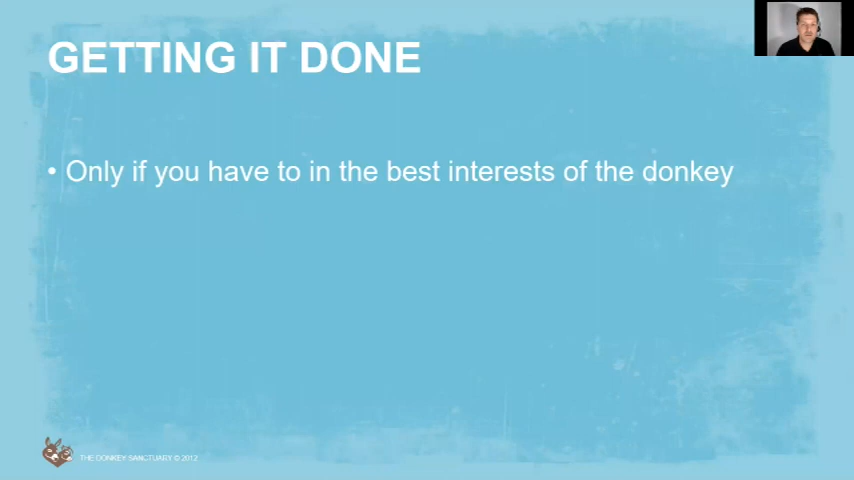 GETTING IT DONE
• Only if you have to in the best interests of the donkey
THE DONKEY SANCTUARY © 2012